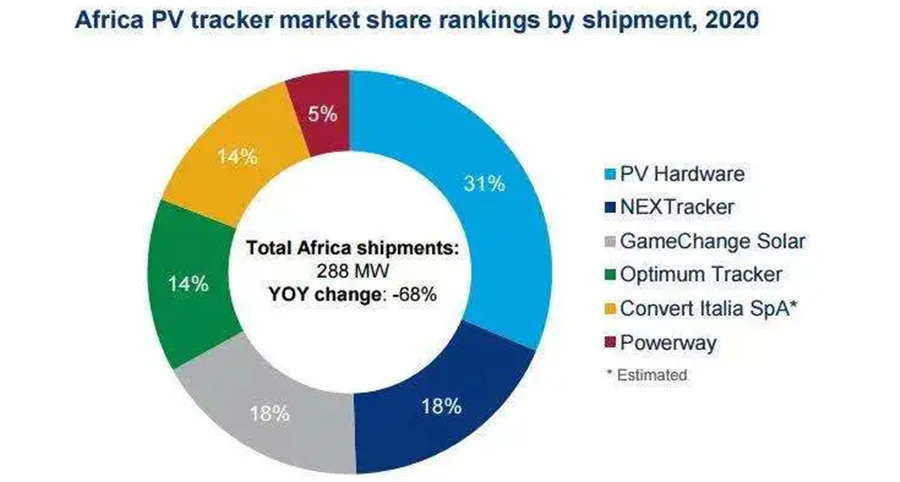 Africa PV tracker market share rankings by shipment, 2020
5%
31%
14%
14%
18%
18%
Total Africa shipments:
288 MW
YOY change: -68%
PV Hardware
NEXTracker
GameChange Solar
Optimum Tracker
Convert Italia SpA*
Powerway
* Estimated